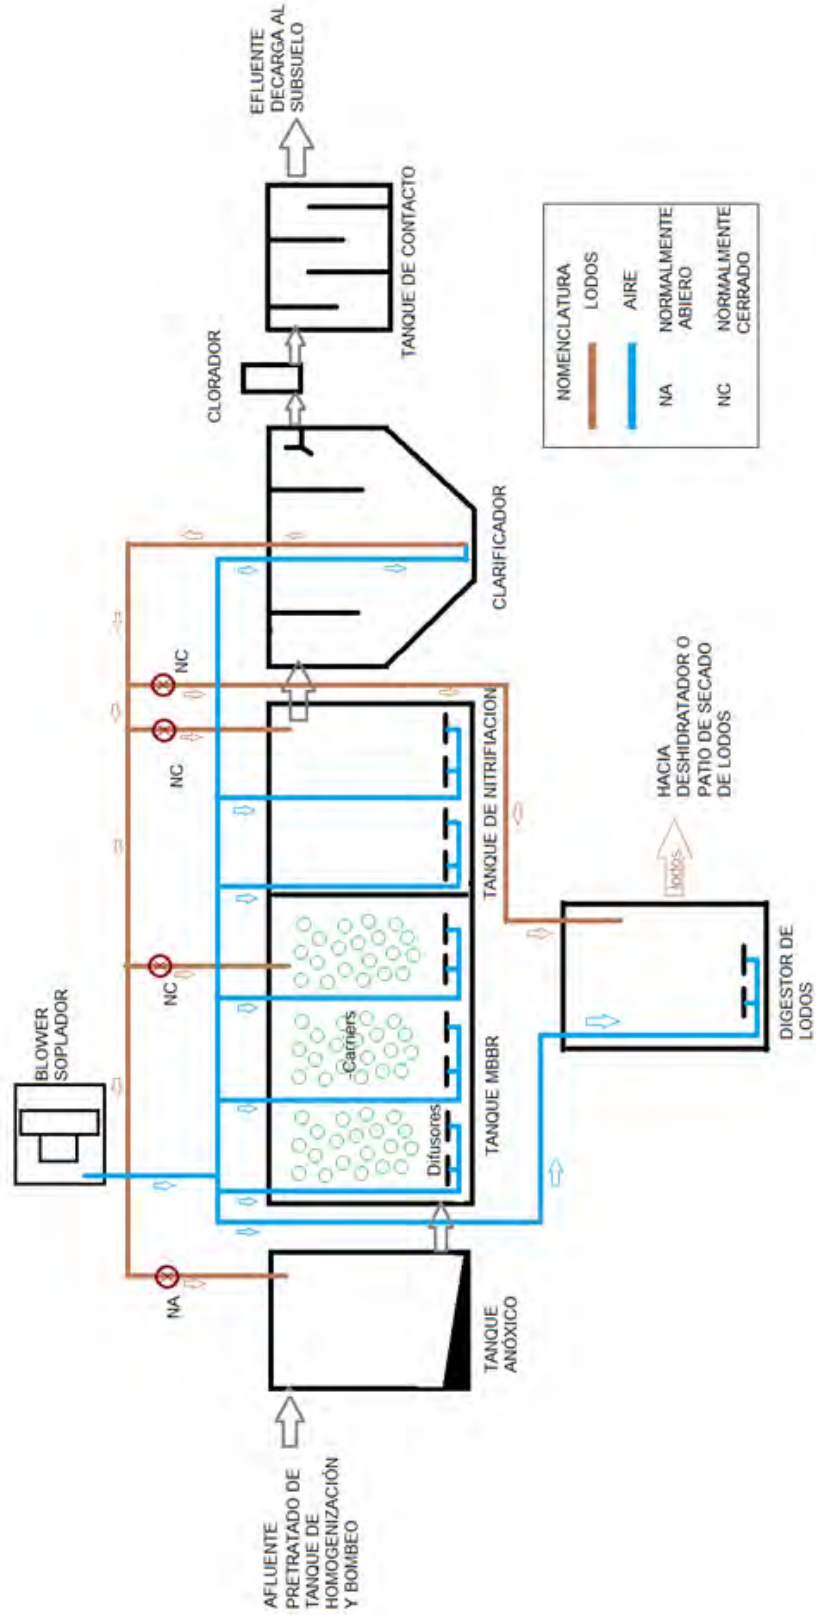 AFLUENTE
PRETRATADO DE
TANQUE DE
HOMOGENIZACIÓN
Y BOMBEO
NA
TANQUE
ANÓXICO
BLOWER
SOPLADOR
NC
NC
NC
Difusores
-Carriers
TANQUE MBBR
TANQUE DE NITRIFIACION
CLARIFICADOR
CLORADOR
TANQUE DE CONTACTO
EFLUENTE
DECARGA AL
SUBSUELO
DIGESTOR DE
LODOS
lodos
HACIA
DESHIDRATADOR O
PATIO DE SECADO
DE LODOS
NOMENCLATURA
LODOS
AIRE
NA NORMALMENTE
ABIERO
NC NORMALMENTE
CERRADO